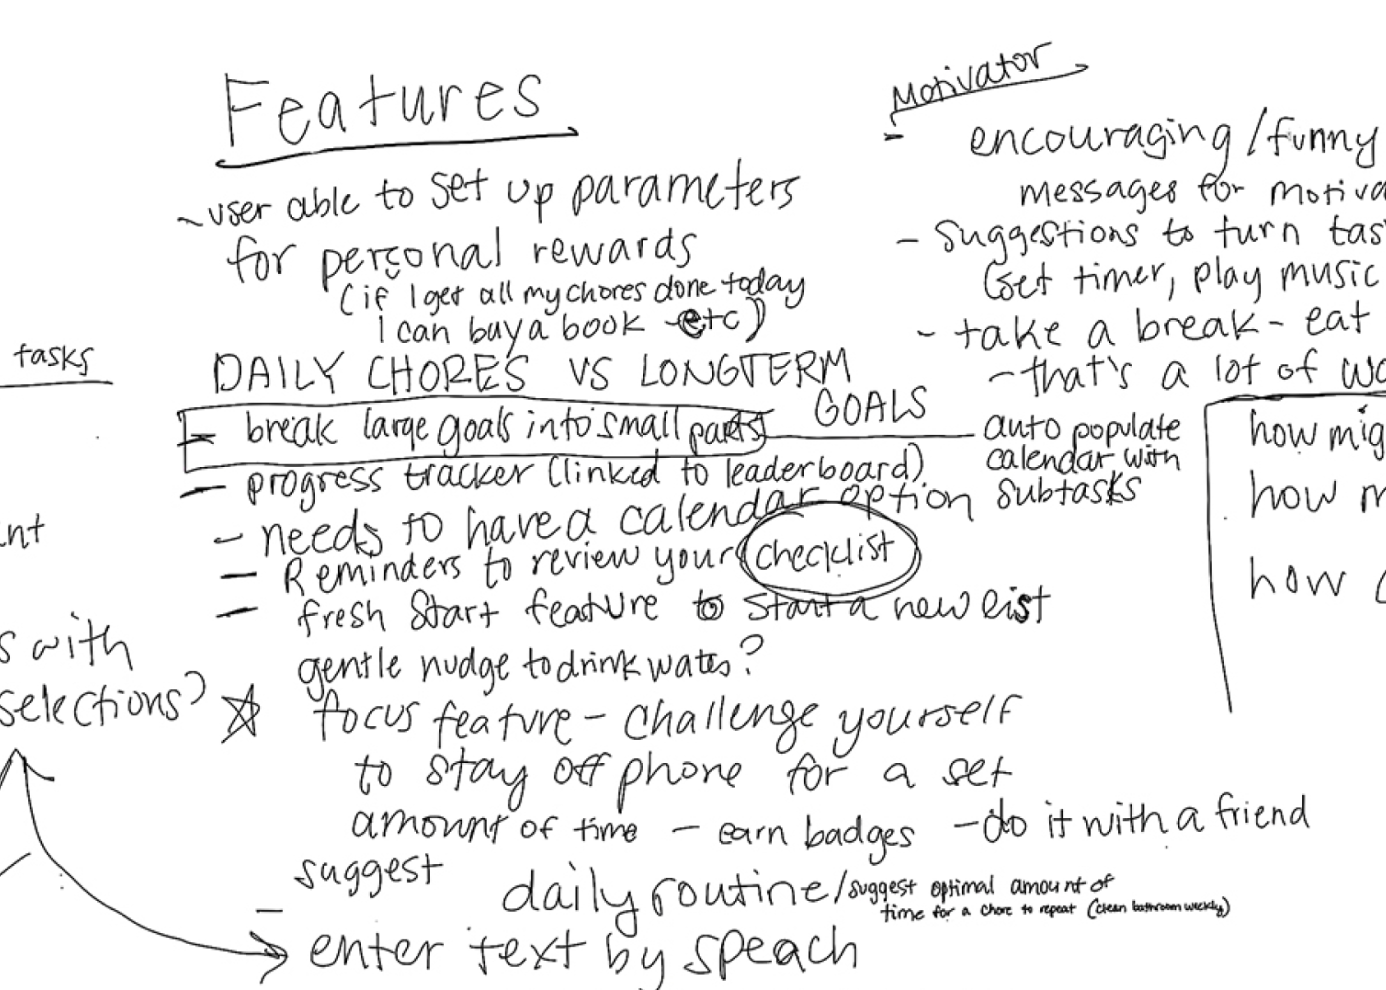 tasks
nt
s with
selections?
Features
- user able to set up parameters
for personal rewards
(if I get all my chores done today
I can buy a book etc)
DAILY CHORES VS LONGTERM
GOALS
- break large goals into small parts
auto populate
calendar with
subtasks
- progress tracker (linked to leaderboard)
- needs to have a calendar option
- Reminders to review your checklist
- fresh start feature to start a new list
gentle nudge to drink water?
☆ focus feature - challenge yourself
to stay off phone for a set
amount of time - earn badges - do it with a friend
- suggest daily routine/suggest optimal amount of
time for a chore to repeat (clean bathroom weekly)
enter text by speach
Motivator
- encouraging/funny
messages for motiva
- suggestions to turn tas
(set timer, play music
- take a break - eat
- that's a lot of wo
how mig
how m
how